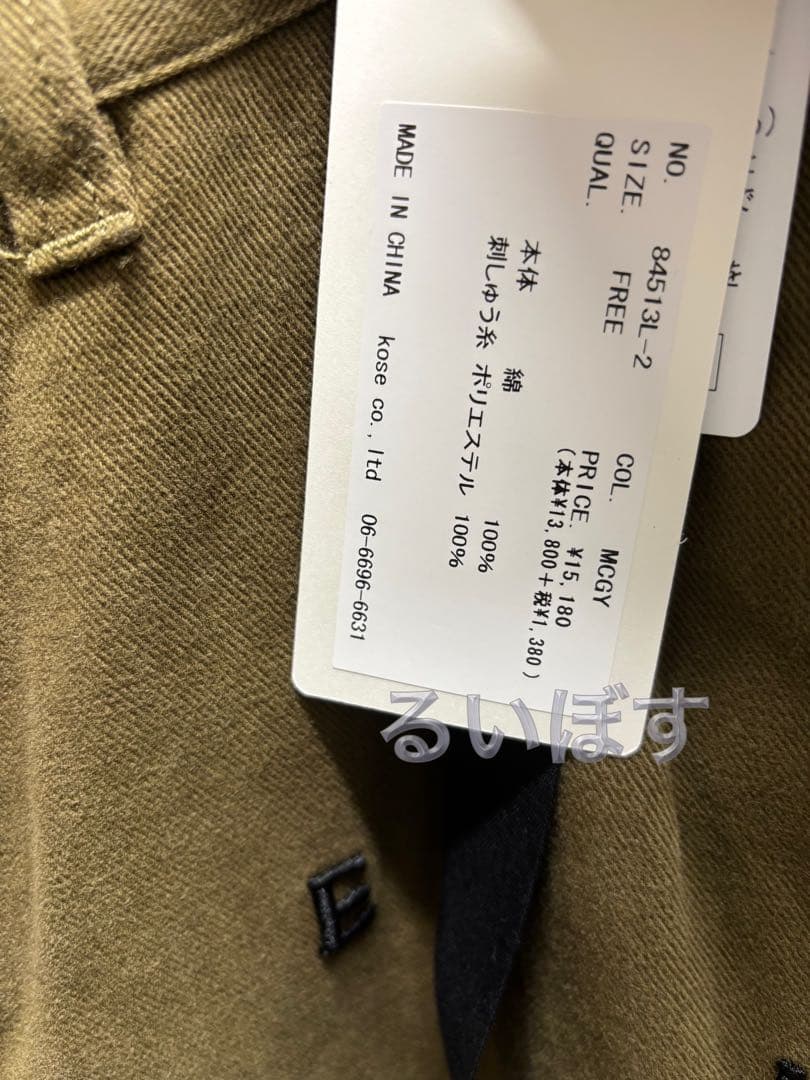 NO. 84513L-2 COL. MCGY
SIZE. FREE PRICE. ¥15,180
QUAL. (本体¥13,800+税¥1,380)
本体 綿 100%
刺しゅう糸 ポリエステル 100%
MADE IN CHINA kose co.,ltd 06-6696-6631
るいぼす
E